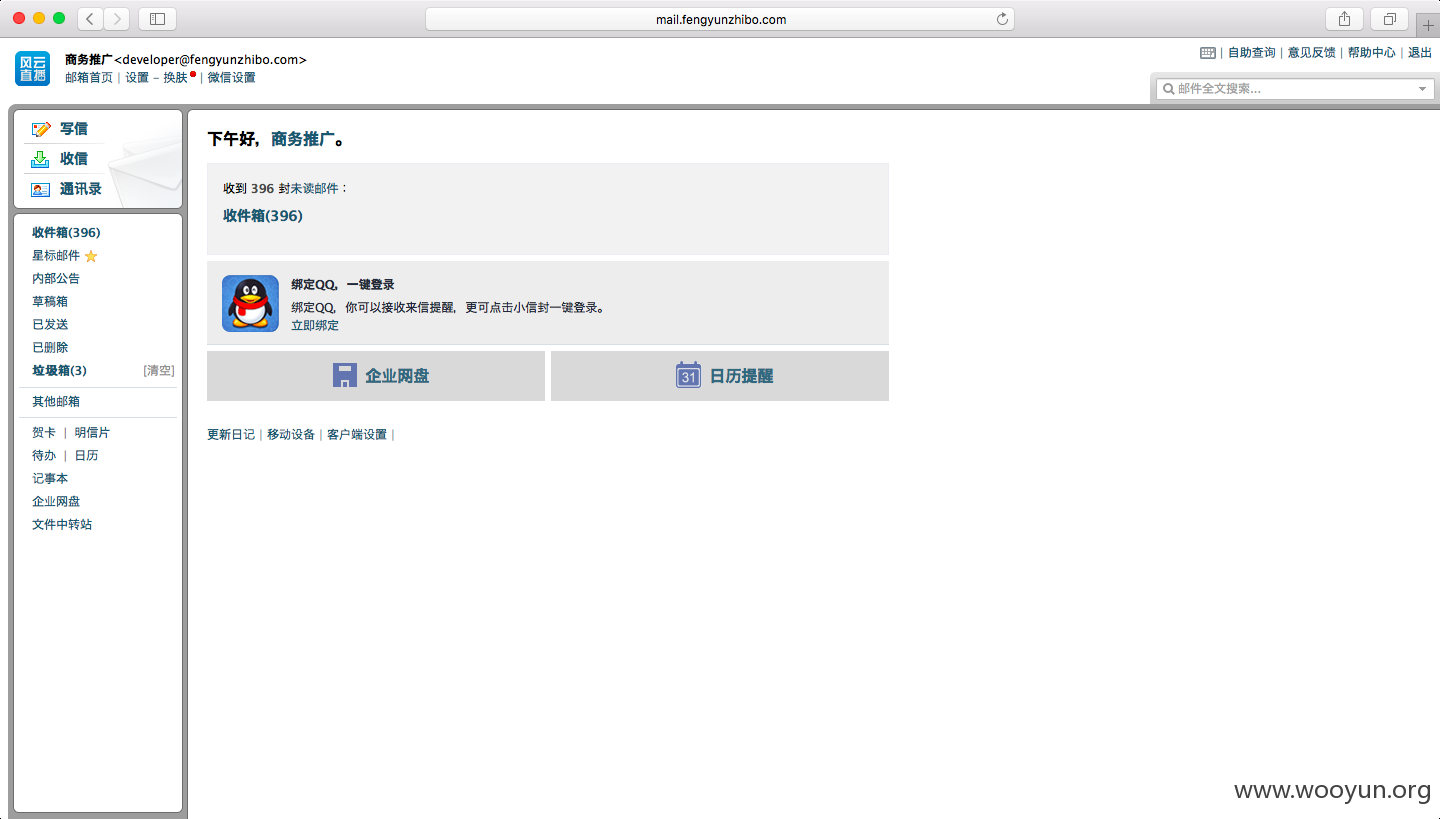 mail.fengyunzhibo.com
风云直播
商务推广<developer@fengyunzhibo.com>
邮箱首页 | 设置 - 换肤 | 微信设置
| 自助查询 | 意见反馈 | 帮助中心 | 退出
邮件全文搜索...
写信
收信
通讯录
收件箱(396)
星标邮件
内部公告
草稿箱
已发送
已删除
垃圾箱(3) [清空]
其他邮箱
贺卡 | 明信片
待办 | 日历
记事本
企业网盘
文件中转站
下午好，商务推广。
收到 396 封未读邮件：
收件箱(396)
绑定QQ，一键登录
绑定QQ，你可以接收来信提醒，更可点击小信封一键登录。
立即绑定
企业网盘
31 日历提醒
更新日记 | 移动设备 | 客户端设置 |
www.wooyun.org